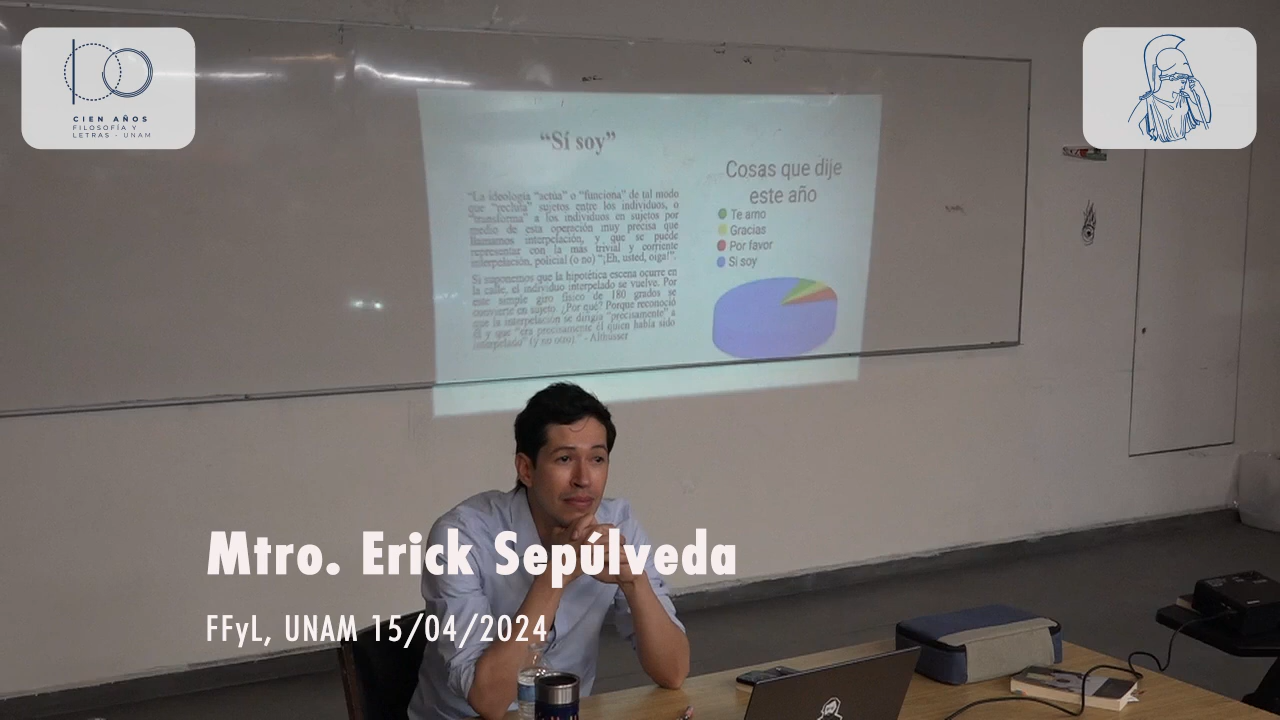 CIEN AÑOS
FILOSOFÍA Y
LETRAS · UNAM
“Sí soy”
“La ideología “actúa” o “funciona” de tal modo
que “recluta” sujetos entre los individuos, o
“transforma” a los individuos en sujetos por
medio de esta operación muy precisa que
llamamos interpelación, y que se puede
representar con la más trivial y corriente
interpelación, policial (o no) “¡Eh, usted, oiga!”.
Si suponemos que la hipotética escena ocurre en
la calle, el individuo interpelado se vuelve. Por
este simple giro físico de 180 grados se
convierte en sujeto. ¿Por qué? Porque reconoció
que la interpelación se dirigía “precisamente” a
él y que “era precisamente él quien había sido
interpelado” (y no otro).” - Althusser
Cosas que dije
este año
Te amo
Gracias
Por favor
Si soy
Mtro. Erick Sepúlveda
FFyL, UNAM 15/04/2024